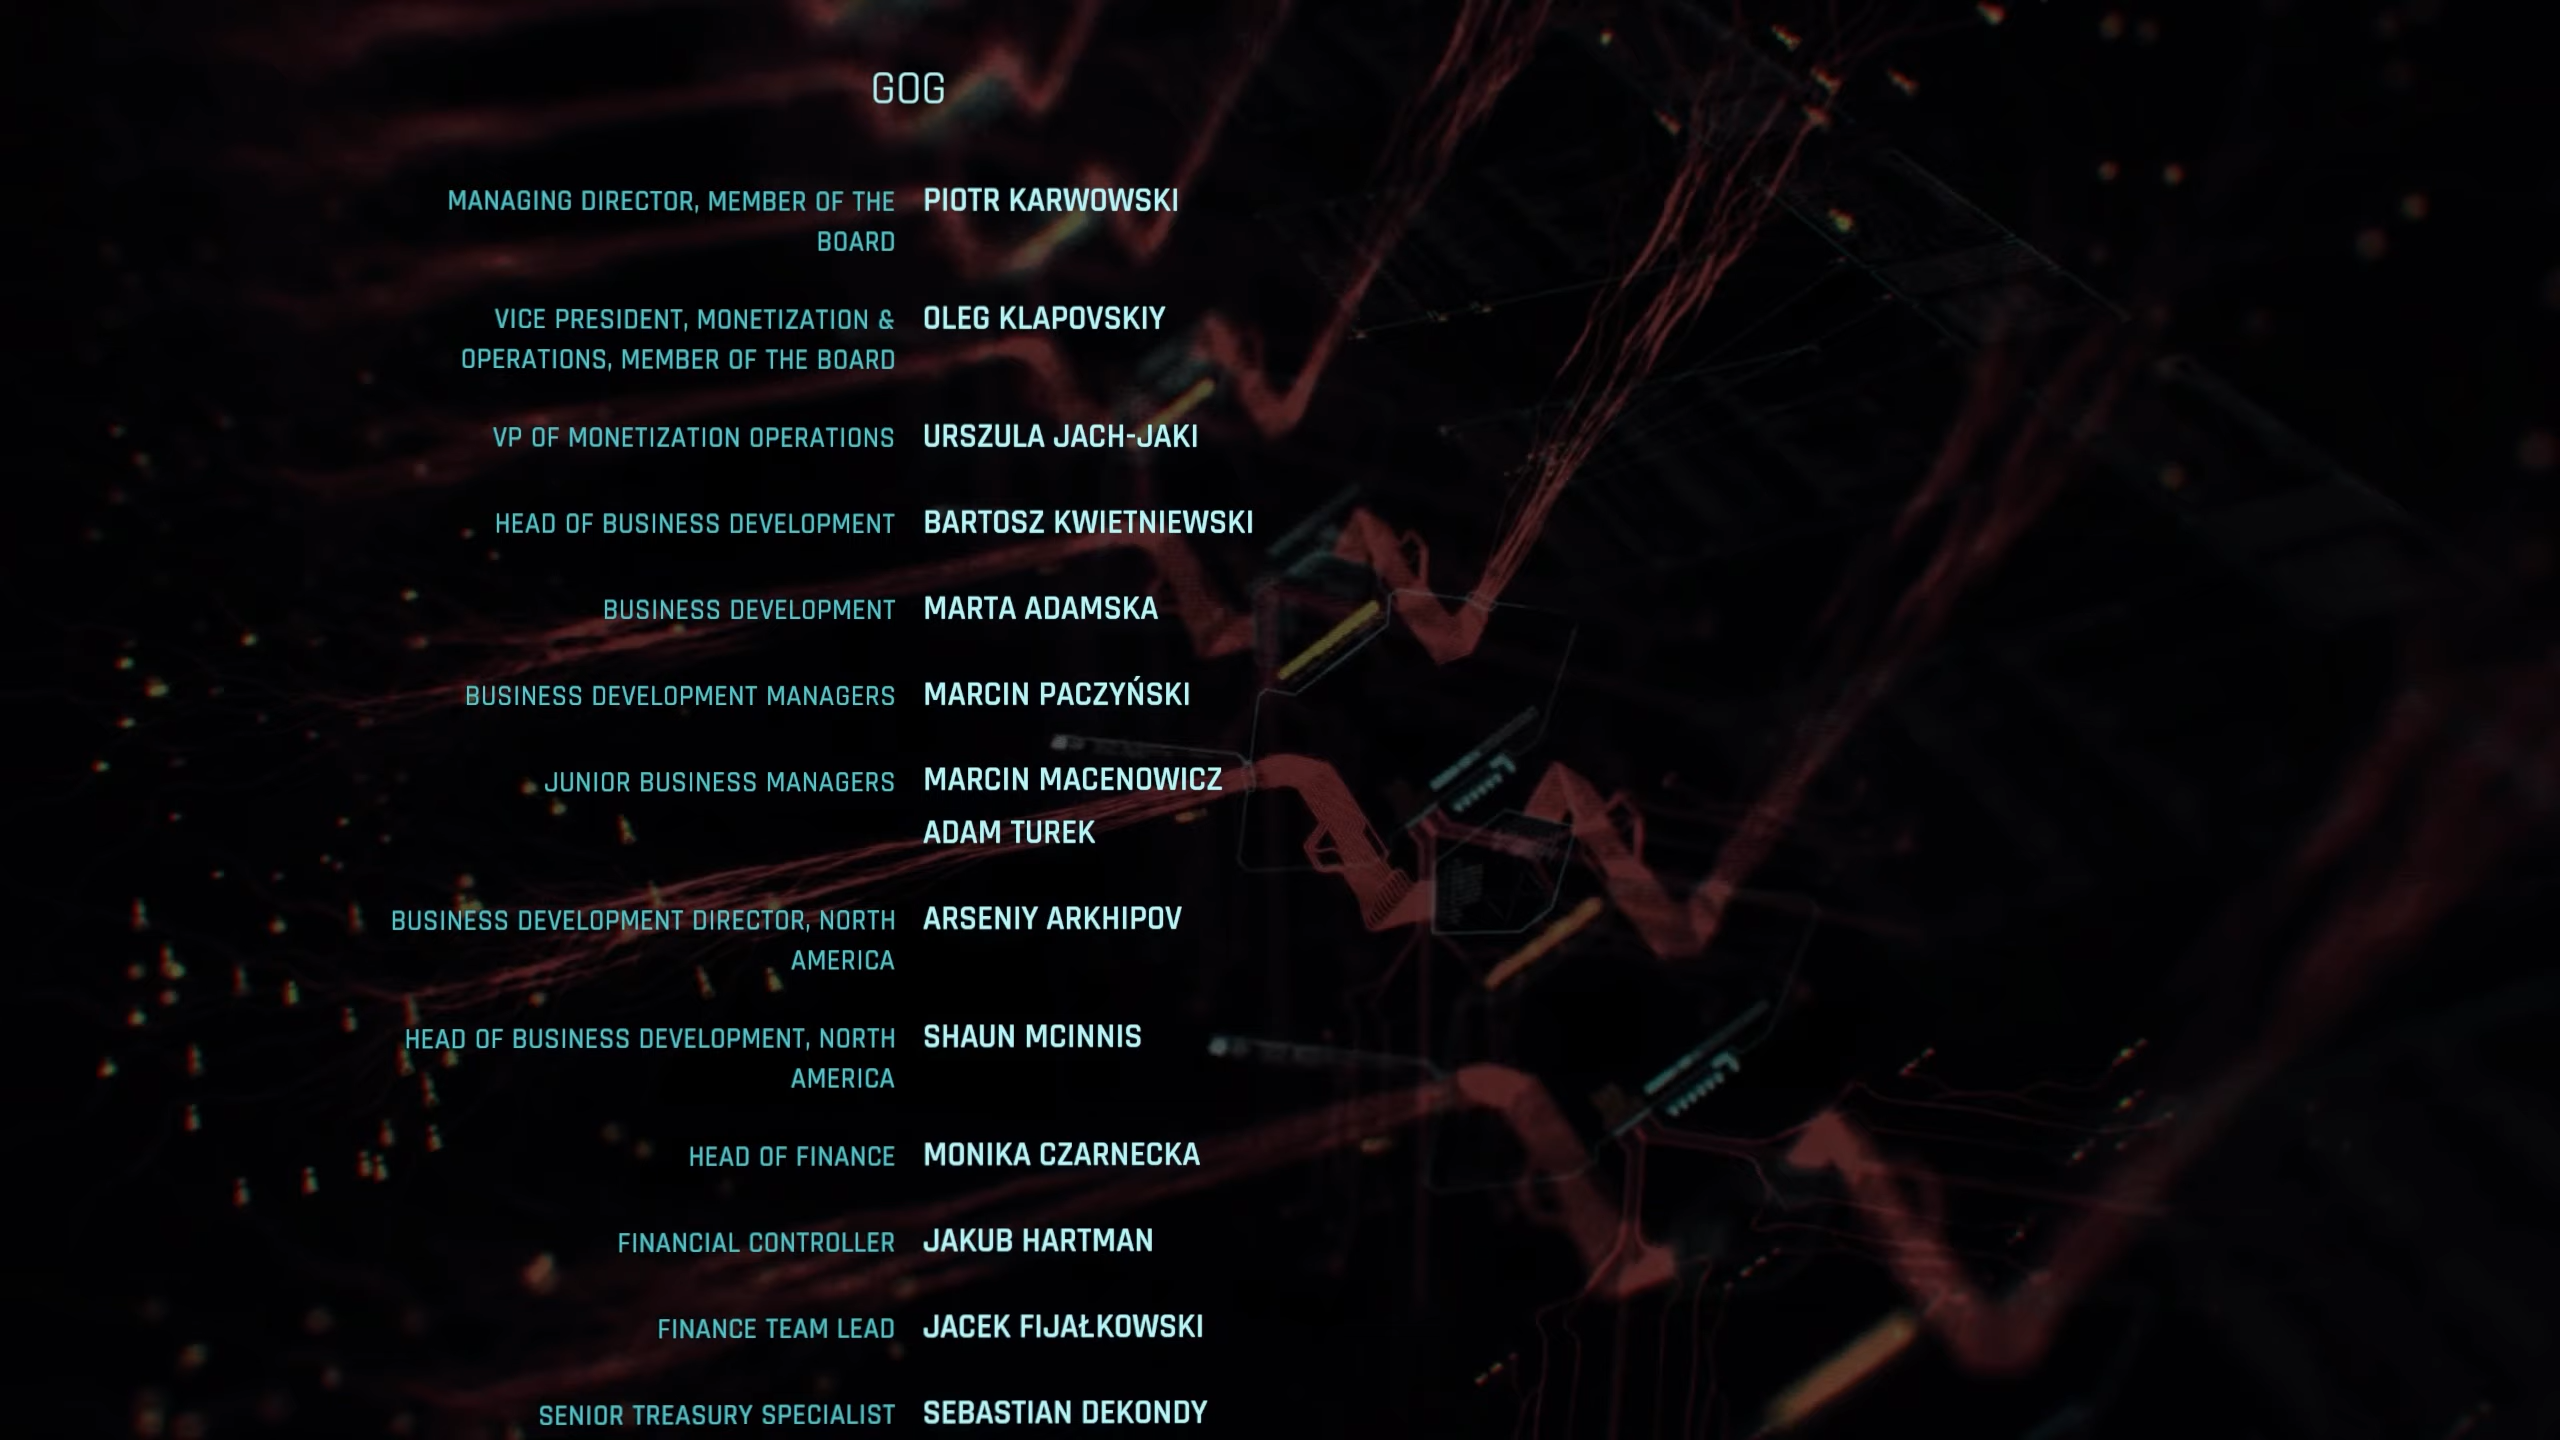 GOG
MANAGING DIRECTOR, MEMBER OF THE PIOTR KARWOWSKI
BOARD
VICE PRESIDENT, MONETIZATION & OLEG KLAPOVSKIY
OPERATIONS, MEMBER OF THE BOARD
VP OF MONETIZATION OPERATIONS URSZULA JACH-JAKI
HEAD OF BUSINESS DEVELOPMENT BARTOSZ KWIETNIEWSKI
BUSINESS DEVELOPMENT MARTA ADAMSKA
BUSINESS DEVELOPMENT MANAGERS MARCIN PACZYŃSKI
JUNIOR BUSINESS MANAGERS MARCIN MACENOWICZ
ADAM TUREK
BUSINESS DEVELOPMENT DIRECTOR, NORTH ARSENIY ARKHIPOV
AMERICA
HEAD OF BUSINESS DEVELOPMENT, NORTH SHAUN MCINNIS
AMERICA
HEAD OF FINANCE MONIKA CZARNECKA
FINANCIAL CONTROLLER JAKUB HARTMAN
FINANCE TEAM LEAD JACEK FIJAŁKOWSKI
SENIOR TREASURY SPECIALIST SEBASTIAN DEKONDY